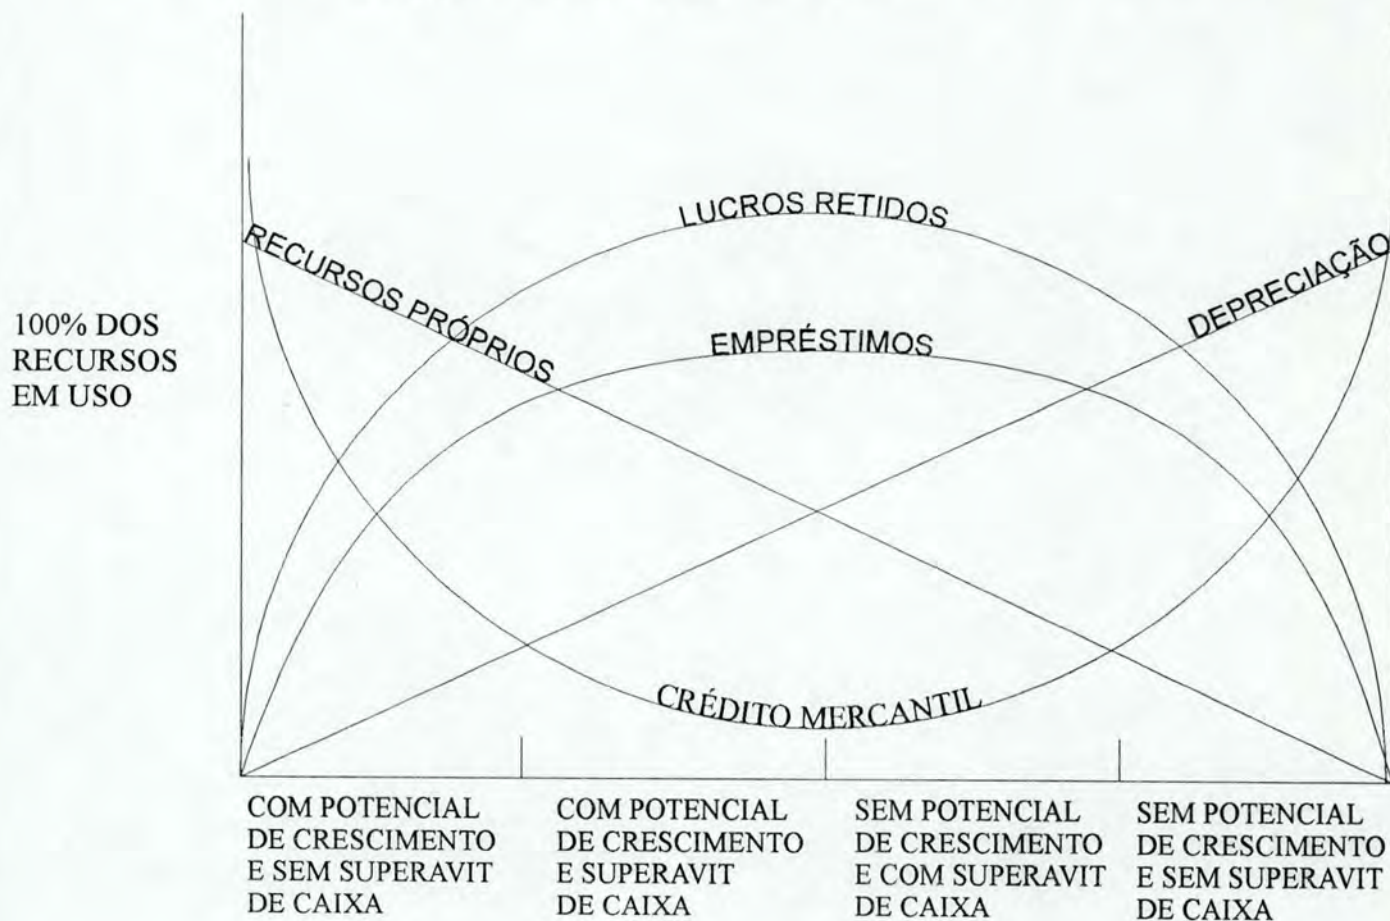 LUCROS RETIDOS
RECURSOS PRÓPRIOS
DEPRECIAÇÃO
100% DOS
RECURSOS
EM USO
EMPRÉSTIMOS
CRÉDITO MERCANTIL
COM POTENCIAL
DE CRESCIMENTO
E SEM SUPERAVIT
DE CAIXA
COM POTENCIAL
DE CRESCIMENTO
E SUPERAVIT
DE CAIXA
SEM POTENCIAL
DE CRESCIMENTO
E COM SUPERAVIT
DE CAIXA
SEM POTENCIAL
DE CRESCIMENTO
E SEM SUPERAVIT
DE CAIXA